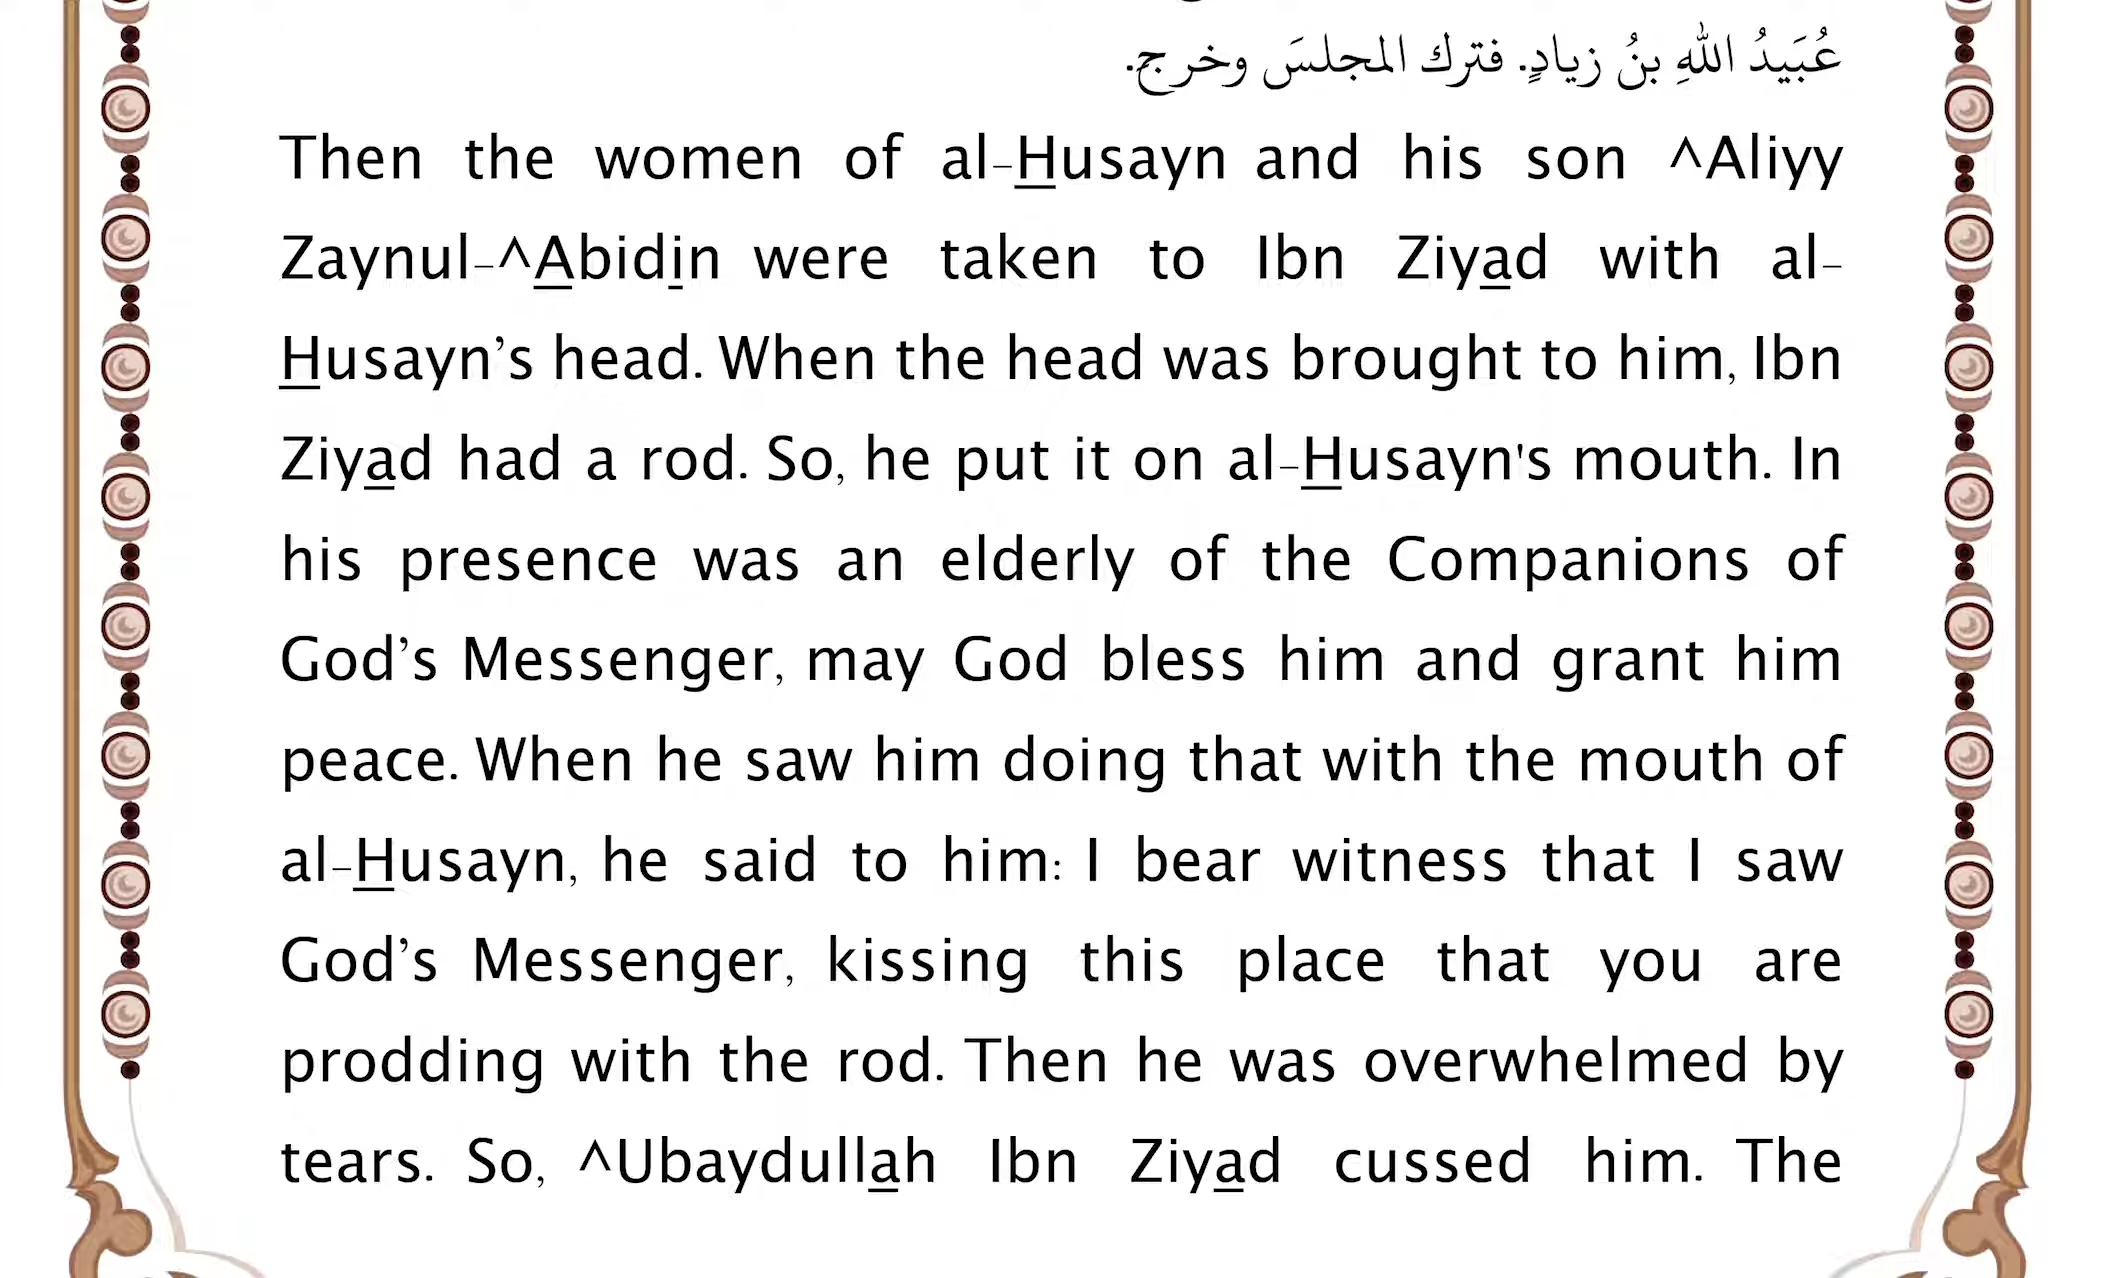 عُبَيدُ اللهِ بنُ زيادٍ. فترك المجلسَ وخرج.
Then the women of al-Husayn and his son ^Aliyy
Zaynul-^Abidin were taken to Ibn Ziyad with al-
Husayn’s head. When the head was brought to him, Ibn
Ziyad had a rod. So, he put it on al-Husayn's mouth. In
his presence was an elderly of the Companions of
God’s Messenger, may God bless him and grant him
peace. When he saw him doing that with the mouth of
al-Husayn, he said to him: I bear witness that I saw
God’s Messenger, kissing this place that you are
prodding with the rod. Then he was overwhelmed by
tears. So, ^Ubaydullah Ibn Ziyad cussed him. The